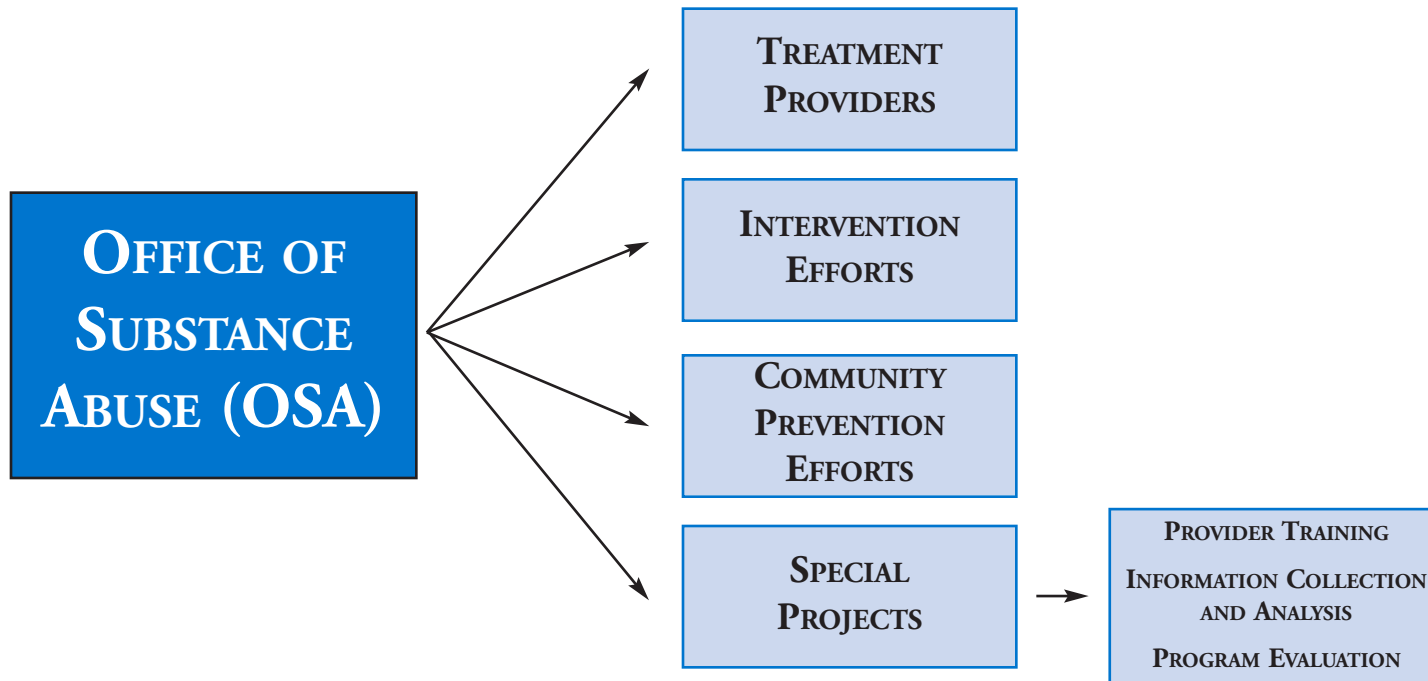 OFFICE OF
SUBSTANCE
ABUSE (OSA)
TREATMENT
PROVIDERS
INTERVENTION
EFFORTS
COMMUNITY
PREVENTION
EFFORTS
SPECIAL
PROJECTS
PROVIDER TRAINING
INFORMATION COLLECTION
AND ANALYSIS
PROGRAM EVALUATION